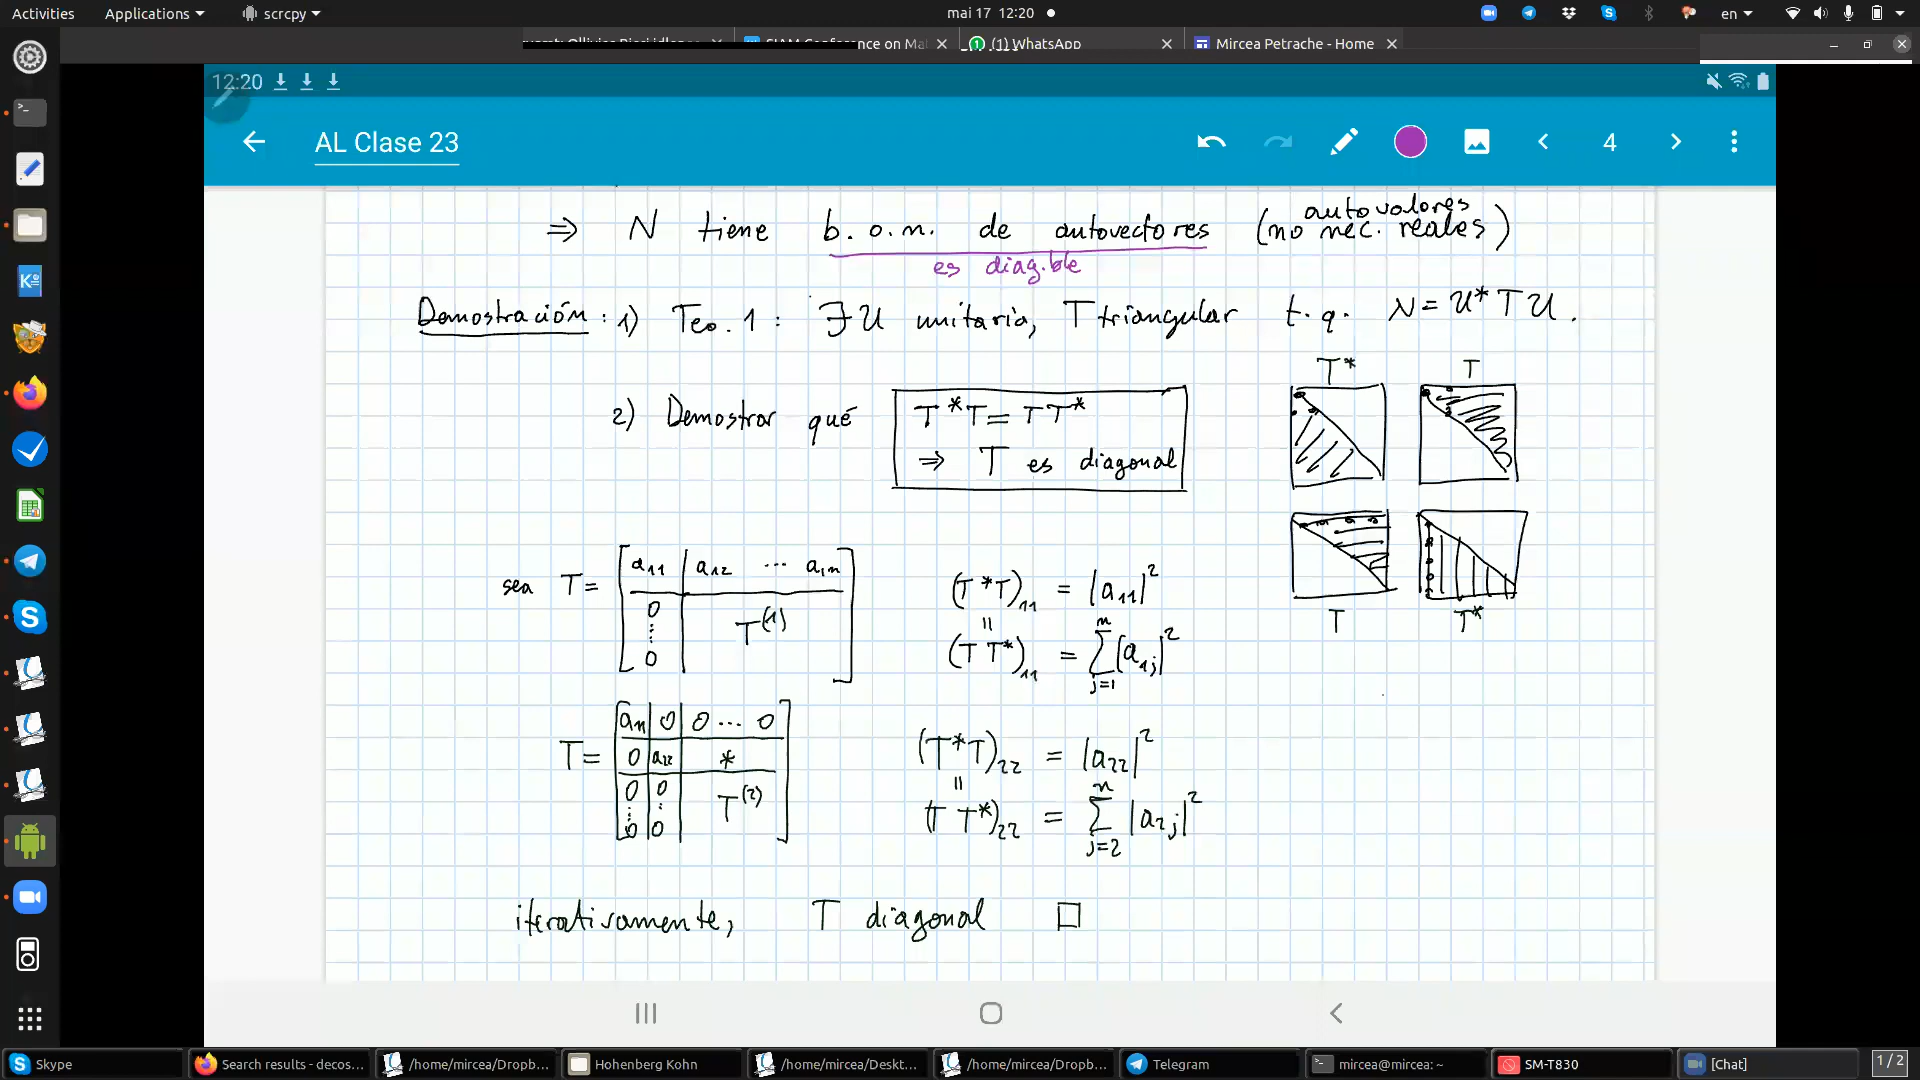 Activities Applications scrcpy mai 17 12:20 en
SIAM Conference on Ma (1) WhatsApp Mircea Petrache - Home
12:20
AL Clase 23 4
⇒ N tiene b.o.n. de autovectores (no nec. reales)
autovalores
es diag.ble
Demostración: 1) Teo. 1: ∃ U unitaria, T triangular t.q. N = U* T U.
T* T
2) Demostrar qué T*T = TT*
⇒ T es diagonal
T T*
sea T = [ a11 | a12 ⋯ a1n
0 ⋮ 0 | T^(1) ]
(T*T)11 = |a11|²
=
(TT*)11 = ∑_{j=1}^{n} |a1j|²
T = [ a11 | 0 | 0 ⋯ 0
0 | a22 | *
0 ⋮ 0 | 0 ⋮ 0 | T^(2) ]
(T*T)22 = |a22|²
=
(TT*)22 = ∑_{j=2}^{n} |a2j|²
iterativamente, T diagonal □
Skype Search results - decos... /home/mircea/Dropb... Hohenberg Kohn /home/mircea/Deskt... /home/mircea/Dropb... Telegram mircea@mircea: ~ SM-T830 [Chat] 1 / 2